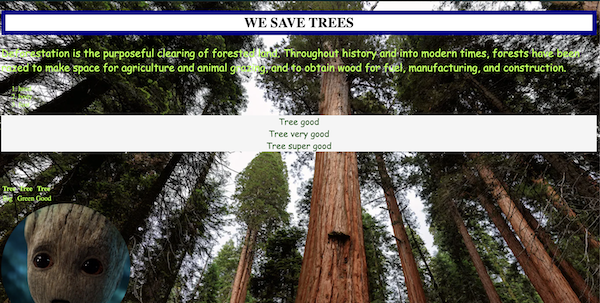 WE SAVE TREES
Deforestation is the purposeful clearing of forested land. Throughout history and into modern times, forests have been
razed to make space for agriculture and animal grazing, and to obtain wood for fuel, manufacturing, and construction.
Tree good
Tree very good
Tree super good
Tree Tree Tree
Green Good